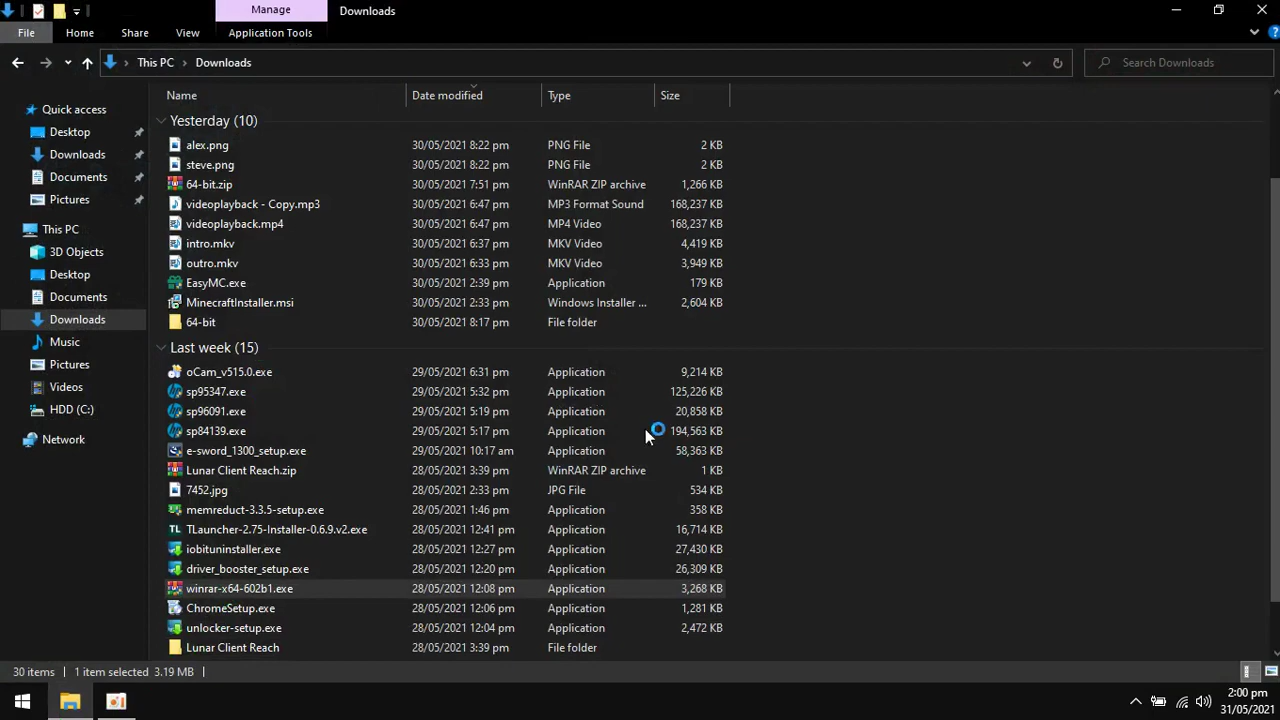 Manage
Downloads
File
Home
Share
View
Application Tools
?
This PC
Downloads
Search Downloads
Quick access
Desktop
Downloads
Documents
Pictures
This PC
3D Objects
Desktop
Documents
Downloads
Music
Pictures
Videos
HDD (C:)
Network
Name Date modified Type Size
Yesterday (10)
alex.png 30/05/2021 8:22 pm PNG File 2 KB
steve.png 30/05/2021 8:22 pm PNG File 2 KB
64-bit.zip 30/05/2021 7:51 pm WinRAR ZIP archive 1,266 KB
videoplayback - Copy.mp3 30/05/2021 6:47 pm MP3 Format Sound 168,237 KB
videoplayback.mp4 30/05/2021 6:47 pm MP4 Video 168,237 KB
intro.mkv 30/05/2021 6:37 pm MKV Video 4,419 KB
outro.mkv 30/05/2021 6:33 pm MKV Video 3,949 KB
EasyMC.exe 30/05/2021 2:39 pm Application 179 KB
MinecraftInstaller.msi 30/05/2021 2:33 pm Windows Installer ... 2,604 KB
64-bit 30/05/2021 8:17 pm File folder
Last week (15)
oCam_v515.0.exe 29/05/2021 6:31 pm Application 9,214 KB
sp95347.exe 29/05/2021 5:32 pm Application 125,226 KB
sp96091.exe 29/05/2021 5:19 pm Application 20,858 KB
sp84139.exe 29/05/2021 5:17 pm Application 194,563 KB
e-sword_1300_setup.exe 29/05/2021 10:17 am Application 58,363 KB
Lunar Client Reach.zip 28/05/2021 3:39 pm WinRAR ZIP archive 1 KB
7452.jpg 28/05/2021 2:33 pm JPG File 534 KB
memreduct-3.3.5-setup.exe 28/05/2021 1:46 pm Application 358 KB
TL TLauncher-2.75-Installer-0.6.9.v2.exe 28/05/2021 12:41 pm Application 16,714 KB
iobituninstaller.exe 28/05/2021 12:27 pm Application 27,430 KB
driver_booster_setup.exe 28/05/2021 12:20 pm Application 26,309 KB
winrar-x64-602b1.exe 28/05/2021 12:08 pm Application 3,268 KB
ChromeSetup.exe 28/05/2021 12:06 pm Application 1,281 KB
unlocker-setup.exe 28/05/2021 12:04 pm Application 2,472 KB
Lunar Client Reach 28/05/2021 3:39 pm File folder
30 items 1 item selected 3.19 MB
2:00 pm
31/05/2021